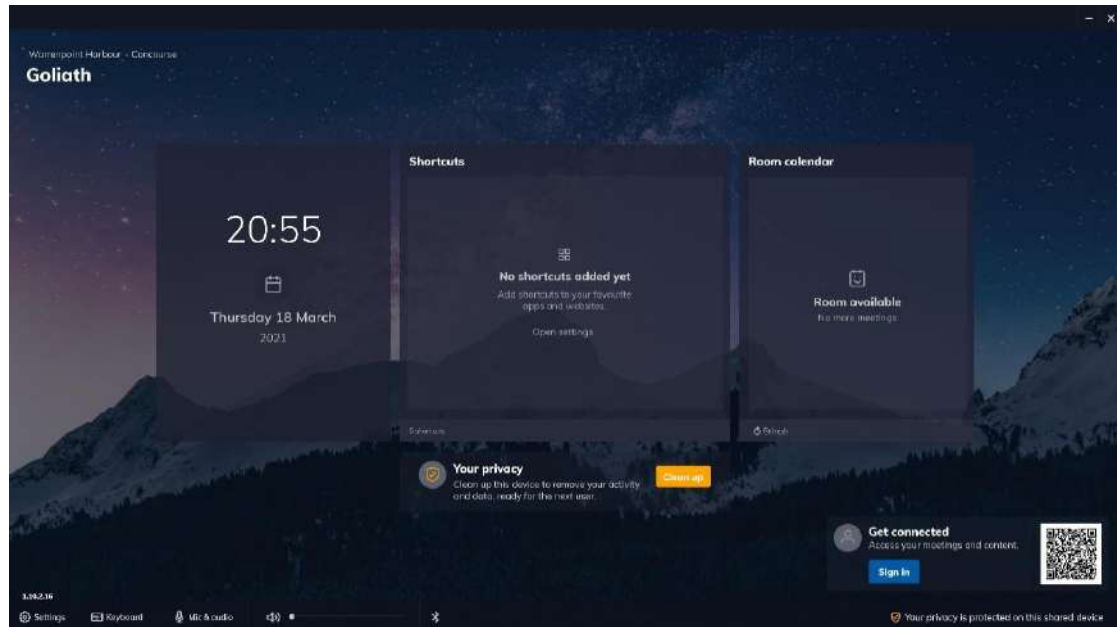 Warrenpoint Harbour - Concourse
Goliath
20:55
Thursday 18 March
2021
Shortcuts
No shortcuts added yet
Add shortcuts to your favourite
apps and websites.
Open settings
Room calendar
Room available
No more meetings
Refresh
Your privacy
Clean up this device to remove your activity
and data, ready for the next user.
Clean up
Get connected
Access your meetings and content.
Sign in
Settings
Keyboard
Mic & audio
Your privacy is protected on this shared device